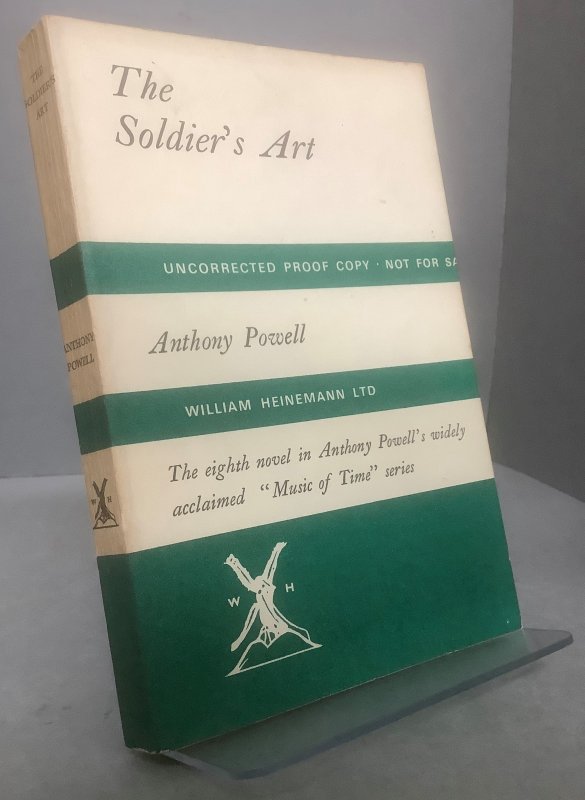 THE
SOLDIER'S
ART
ANTHONY
POWELL
W H
The
Soldier's Art
UNCORRECTED PROOF COPY · NOT FOR SA
Anthony Powell
WILLIAM HEINEMANN LTD
The eighth novel in Anthony Powell's widely
acclaimed "Music of Time" series
W H